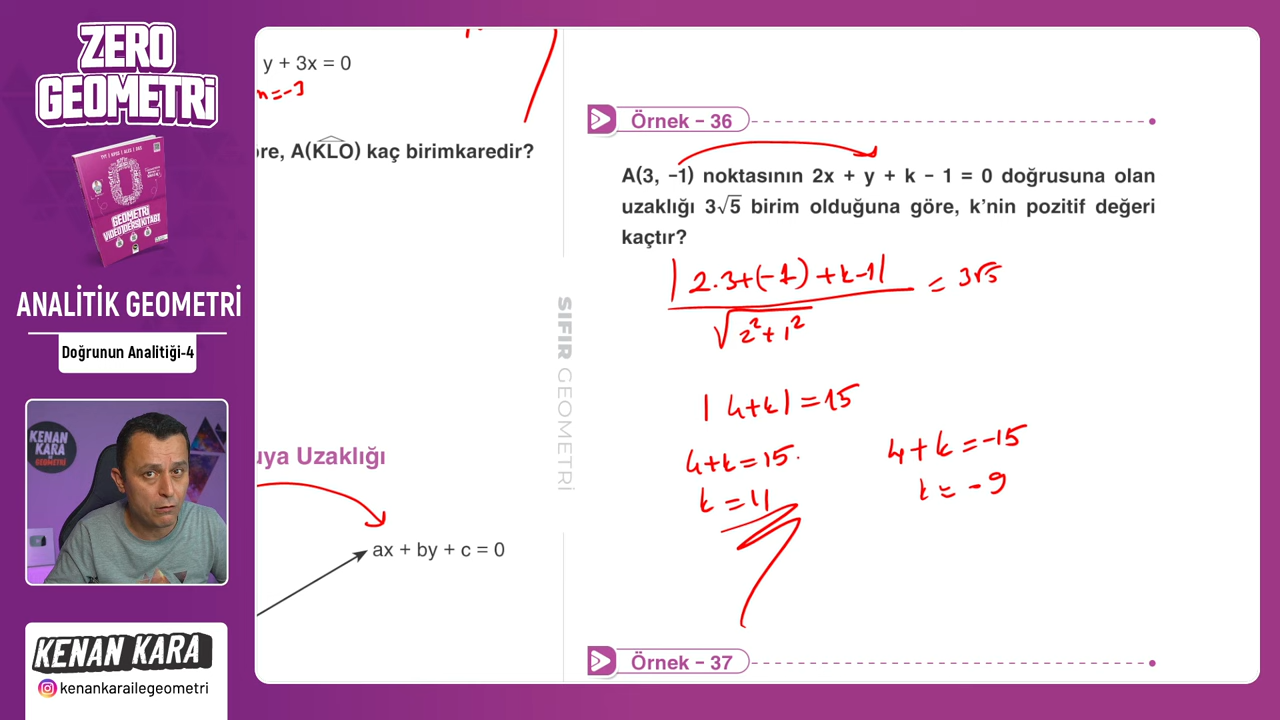 ZERO
GEOMETRİ
GEOMETRİ
VİDEO DERS KİTABI
ANALİTİK GEOMETRİ
Doğrunun Analitiği-4
KENAN
KARA
GEOMETRİ
KENAN KARA
kenankarailegeometri
y + 3x = 0
m = -3
re, A(KLO) kaç birimkaredir?
uya Uzaklığı
ax + by + c = 0
SIFIR GEOMETRİ
Örnek - 36
A(3, -1) noktasının 2x + y + k - 1 = 0 doğrusuna olan
uzaklığı 3√5 birim olduğuna göre, k'nin pozitif değeri
kaçtır?
|2.3+(-1)+k-1| = 3√5
√2²+1²
|4+k| = 15
4+k=15. 4+k=-15
k = 11 k = -9
Örnek - 37